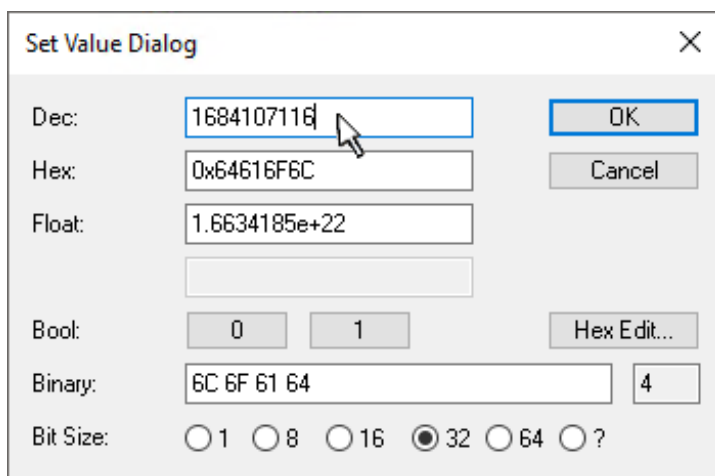 Set Value Dialog
Dec: 1684107116 OK
Hex: 0x64616F6C Cancel
Float: 1.6634185e+22
Bool: 0 1 Hex Edit...
Binary: 6C 6F 61 64 4
Bit Size: 1 8 16 32 64 ?